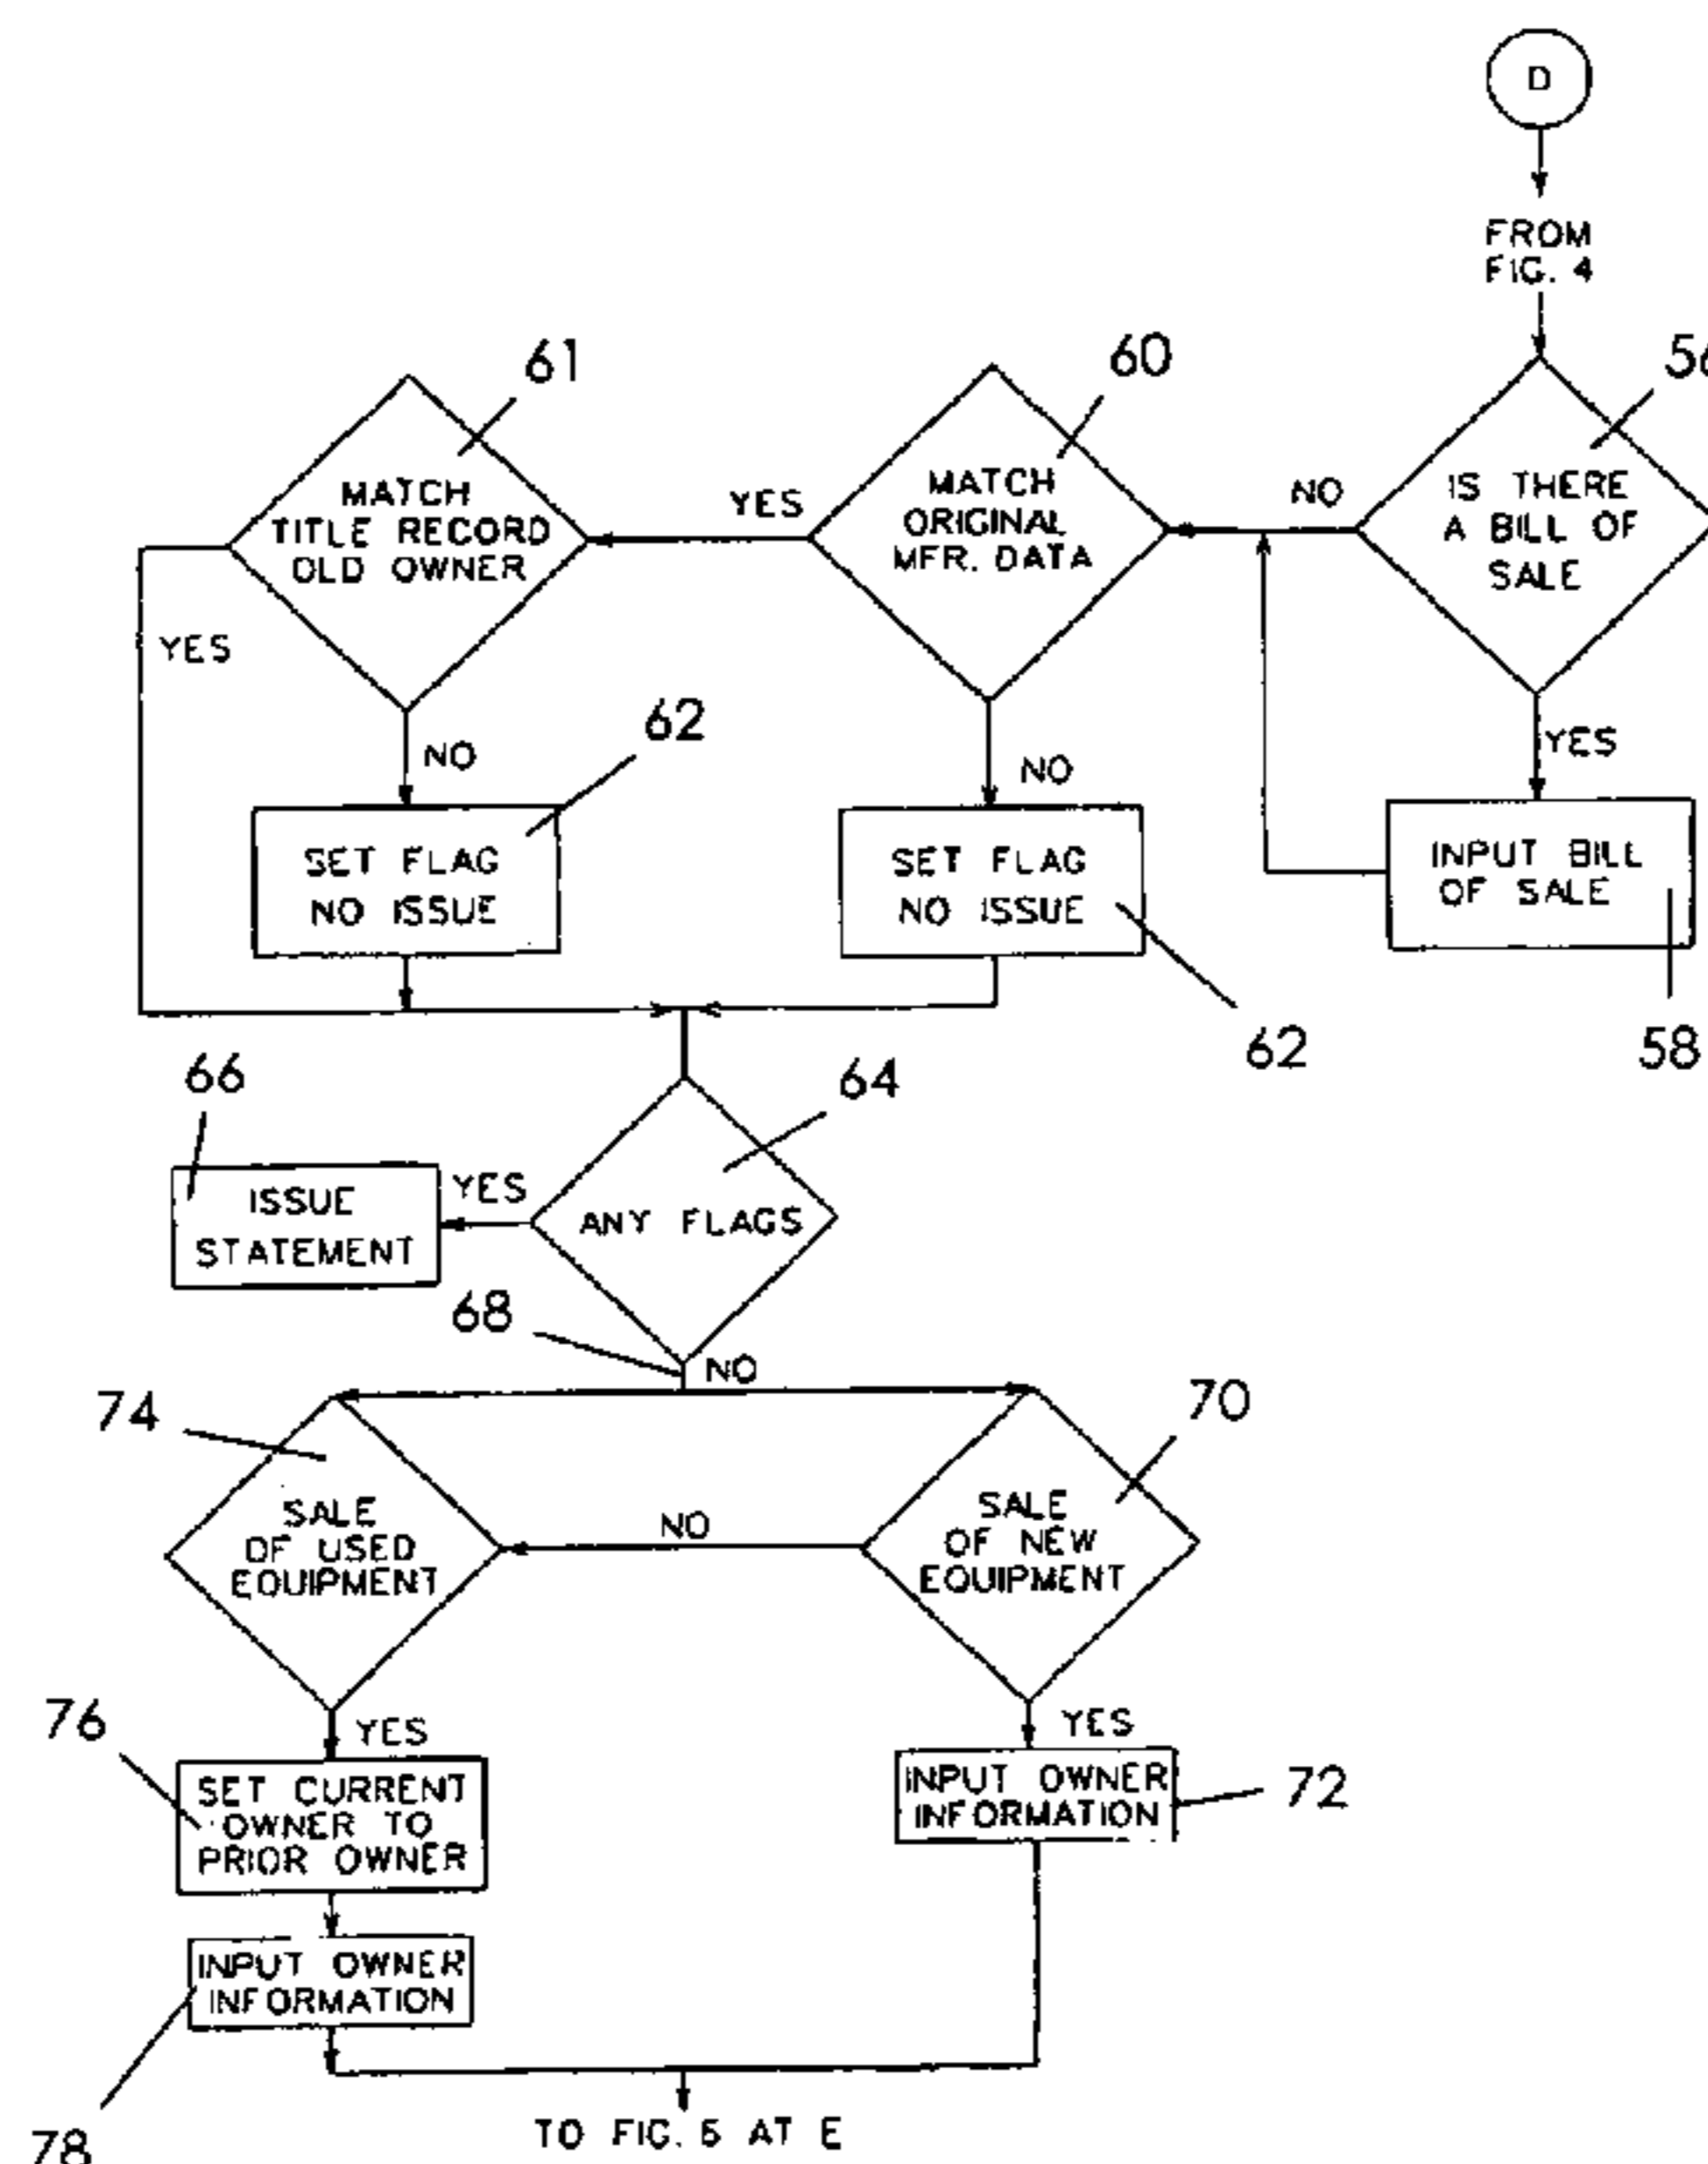 D
FROM
FIG. 4
61
60
MATCH
TITLE RECORD
OLD OWNER
YES
MATCH
ORIGINAL
MFR. DATA
NO
IS THERE
A BILL OF
SALE
YES
NO
62
NO
YES
SET FLAG
NO ISSUE
SET FLAG
NO ISSUE
INPUT BILL
OF SALE
62
58
66
64
ISSUE
STATEMENT
YES
ANY FLAGS
68
NO
74
70
SALE
OF USED
EQUIPMENT
NO
SALE
OF NEW
EQUIPMENT
76
YES
YES
SET CURRENT
OWNER TO
PRIOR OWNER
INPUT OWNER
INFORMATION
72
INPUT OWNER
INFORMATION
78
TO FIG. AT E